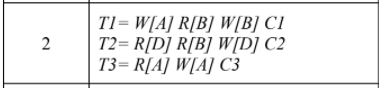 2
T1= W[A] R[B] W[B] C1
T2= R[D] R[B] W[D] C2
T3= R[A] W[A] C3